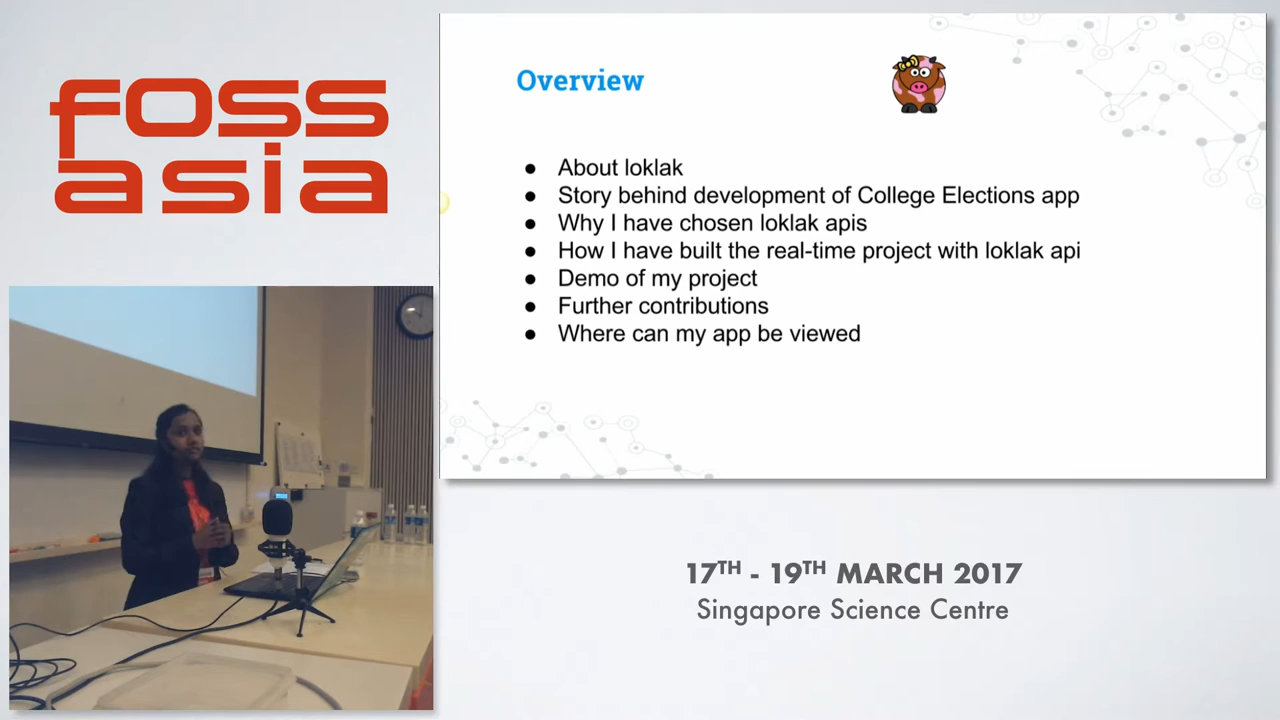 foss
asia
Overview
● About loklak
● Story behind development of College Elections app
● Why I have chosen loklak apis
● How I have built the real-time project with loklak api
● Demo of my project
● Further contributions
● Where can my app be viewed
17TH - 19TH MARCH 2017
Singapore Science Centre